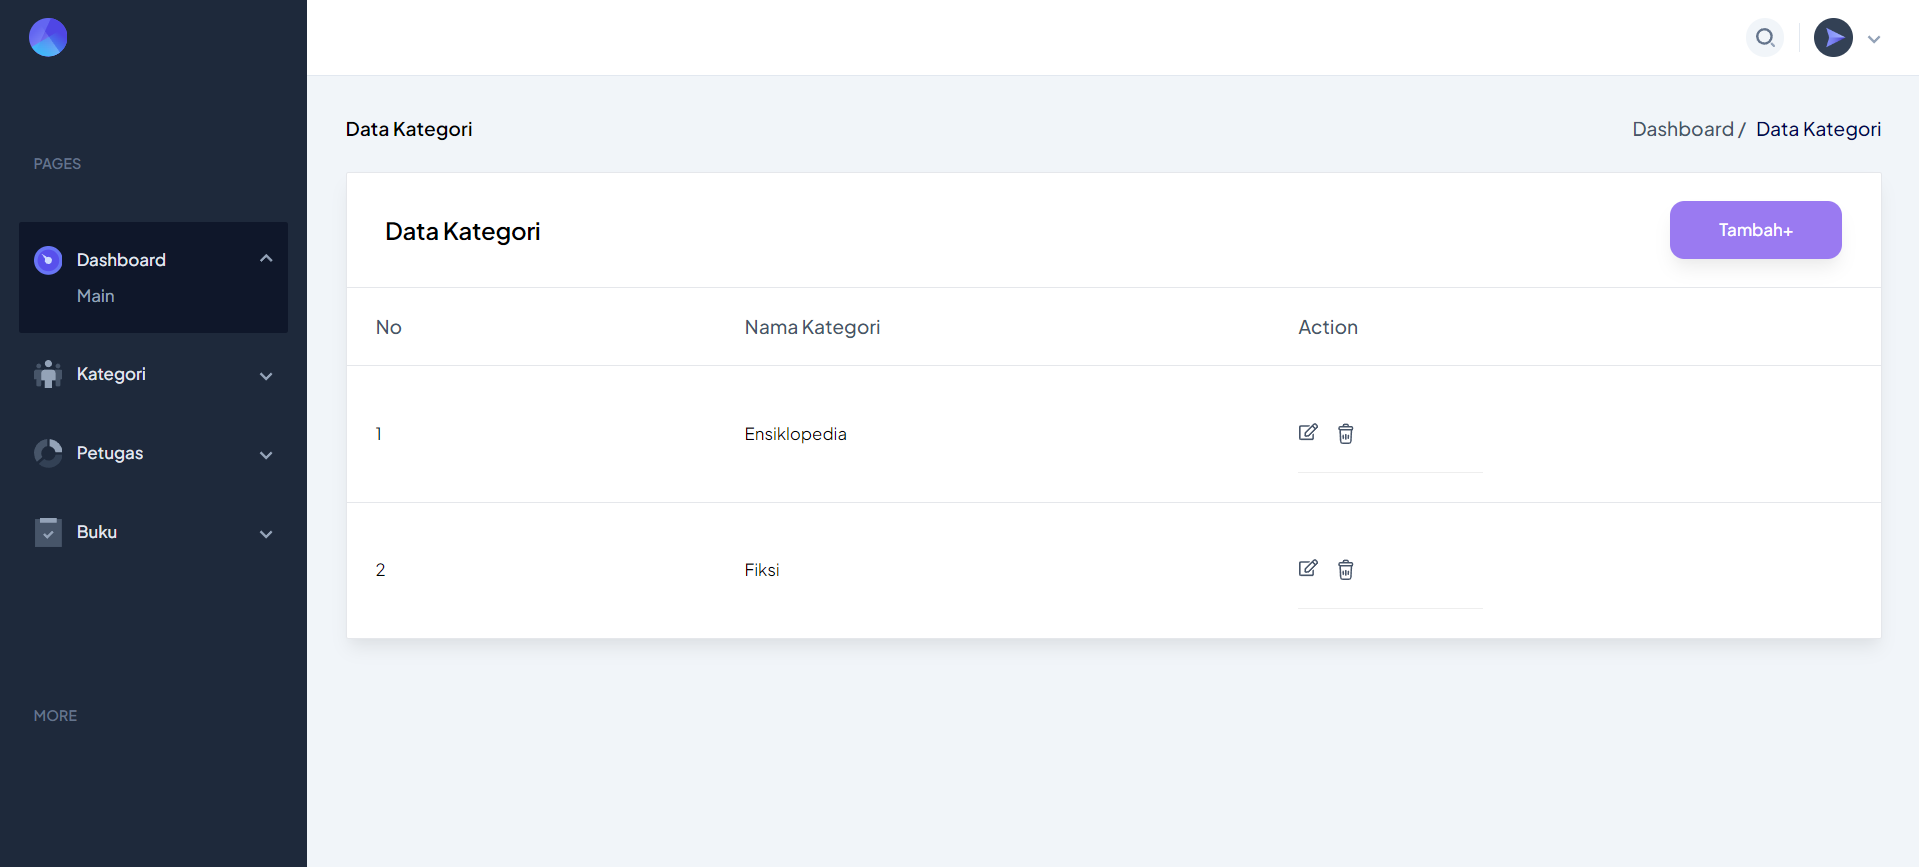 PAGES
Dashboard
Main
Kategori
Petugas
Buku
MORE
Data Kategori
Dashboard / Data Kategori
Data Kategori
Tambah+
No Nama Kategori Action
1 Ensiklopedia
2 Fiksi